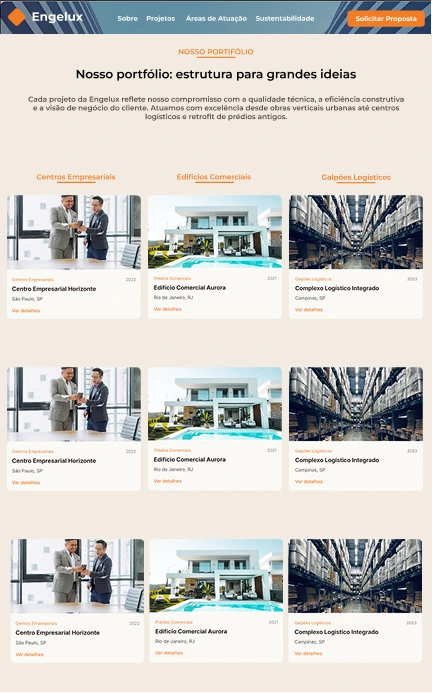 Engelux
Sobre Projetos Áreas de Atuação Sustentabilidade
Solicitar Proposta
NOSSO PORTIFÓLIO
Nosso portfólio: estrutura para grandes ideias
Cada projeto da Engelux reflete nosso compromisso com a qualidade técnica, a eficiência construtiva
e a visão de negócio do cliente. Atuamos com excelência desde obras verticais urbanas até centros
logísticos e retrofit de prédios antigos.
Centros Empresariais
Edifícios Comerciais
Galpões Logísticos
Centros Empresariais 2022
Centro Empresarial Horizonte
São Paulo, SP
Ver detalhes
Prédios Comerciais 2021
Edifício Comercial Aurora
Rio de Janeiro, RJ
Ver detalhes
Galpões Logísticos 2023
Complexo Logístico Integrado
Campinas, SP
Ver detalhes
Centros Empresariais 2022
Centro Empresarial Horizonte
São Paulo, SP
Ver detalhes
Prédios Comerciais 2021
Edifício Comercial Aurora
Rio de Janeiro, RJ
Ver detalhes
Galpões Logísticos 2023
Complexo Logístico Integrado
Campinas, SP
Ver detalhes
Centros Empresariais 2022
Centro Empresarial Horizonte
São Paulo, SP
Ver detalhes
Prédios Comerciais 2021
Edifício Comercial Aurora
Rio de Janeiro, RJ
Ver detalhes
Galpões Logísticos 2023
Complexo Logístico Integrado
Campinas, SP
Ver detalhes